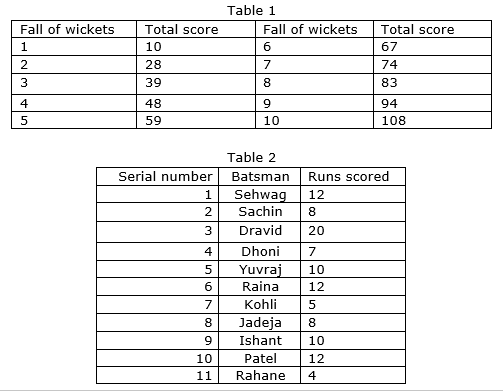 Table 1
Fall of wickets Total score Fall of wickets Total score
1 10 6 67
2 28 7 74
3 39 8 83
4 48 9 94
5 59 10 108
Table 2
Serial number Batsman Runs scored
1 Sehwag 12
2 Sachin 8
3 Dravid 20
4 Dhoni 7
5 Yuvraj 10
6 Raina 12
7 Kohli 5
8 Jadeja 8
9 Ishant 10
10 Patel 12
11 Rahane 4